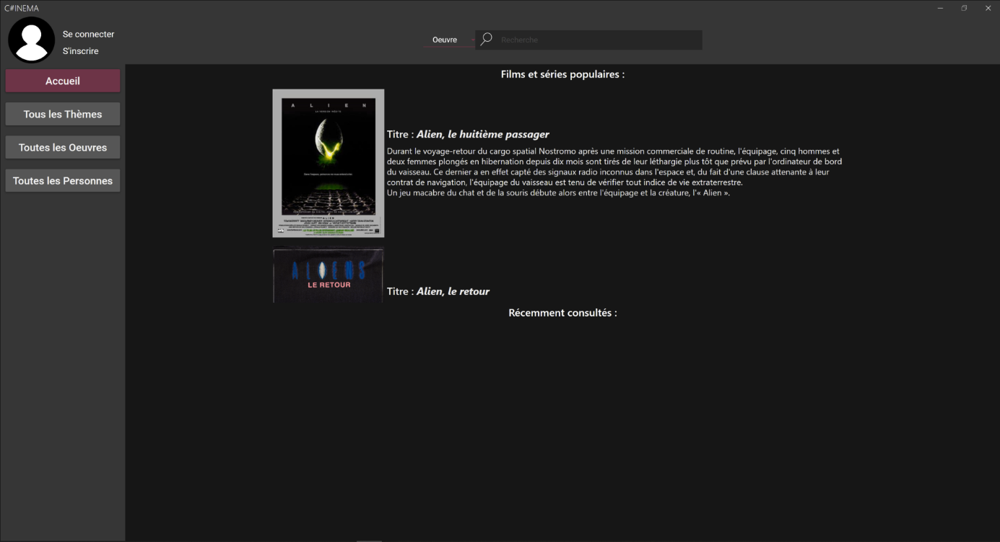 C#INEMA
Se connecter
S'inscrire
Oeuvre
Recherche
Accueil
Tous les Thèmes
Toutes les Oeuvres
Toutes les Personnes
Films et séries populaires :
A L I E N
Titre : Alien, le huitième passager
Durant le voyage-retour du cargo spatial Nostromo après une mission commerciale de routine, l'équipage, cinq hommes et
deux femmes plongés en hibernation depuis dix mois sont tirés de leur léthargie plus tôt que prévu par l'ordinateur de bord
du vaisseau. Ce dernier a en effet capté des signaux radio inconnus dans l'espace et, du fait d'une clause attenante à leur
contrat de navigation, l'équipage du vaisseau est tenu de vérifier tout indice de vie extraterrestre.
Un jeu macabre du chat et de la souris débute alors entre l'équipage et la créature, l'« Alien ».
ALIENS
LE RETOUR
Titre : Alien, le retour
Récemment consultés :